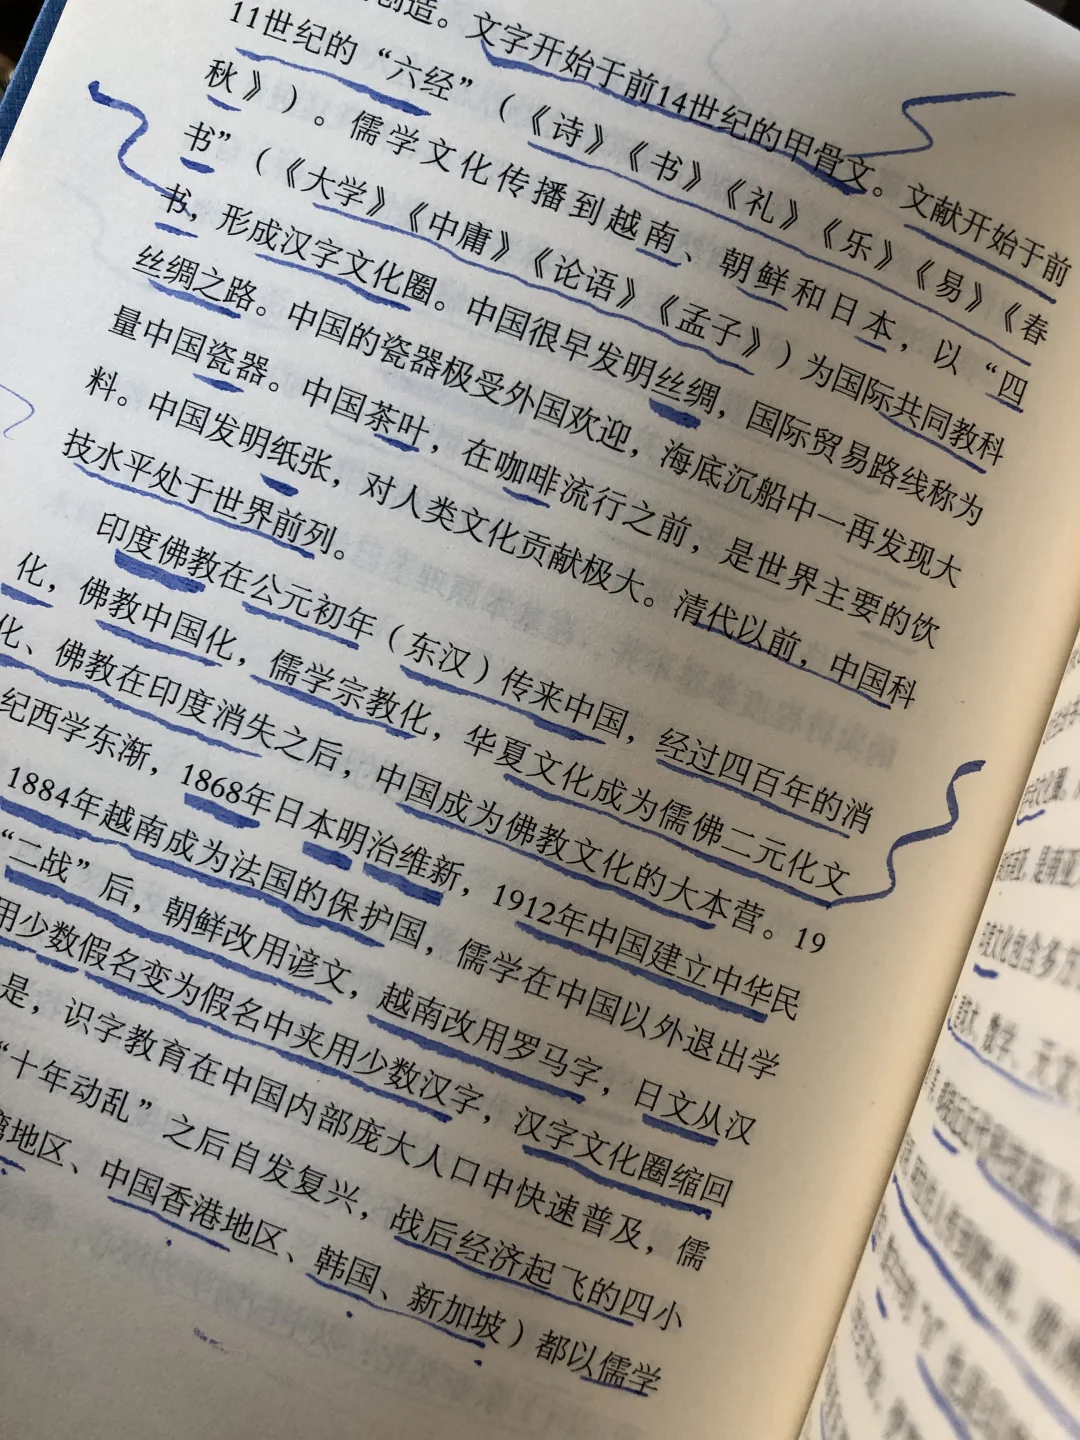 创造。文字开始于前14世纪的甲骨文。文献开始于前
11世纪的“六经”（《诗》《书》《礼》《乐》《易》《春
秋》）。儒学文化传播到越南、朝鲜和日本，以“四
书”（《大学》《中庸》《论语》《孟子》）为国际共同教科
书，形成汉字文化圈。中国很早发明丝绸，国际贸易路线称为
丝绸之路。中国的瓷器极受外国欢迎，海底沉船中一再发现大
量中国瓷器。中国茶叶，在咖啡流行之前，是世界主要的饮
料。中国发明纸张，对人类文化贡献极大。清代以前，中国科
技水平处于世界前列。
印度佛教在公元初年（东汉）传来中国，经过四百年的消
化，佛教中国化，儒学宗教化，华夏文化成为儒佛二元化文
化、佛教在印度消失之后，中国成为佛教文化的大本营。19
纪西学东渐，1868年日本明治维新，1912年中国建立中华民
1884年越南成为法国的保护国，儒学在中国以外退出学
“二战”后，朝鲜改用谚文，越南改用罗马字，日文从汉
用少数假名变为假名中夹用少数汉字，汉字文化圈缩回
是，识字教育在中国内部庞大人口中快速普及，儒
“十年动乱”之后自发复兴，战后经济起飞的四小
湾地区、中国香港地区、韩国、新加坡）都以儒学